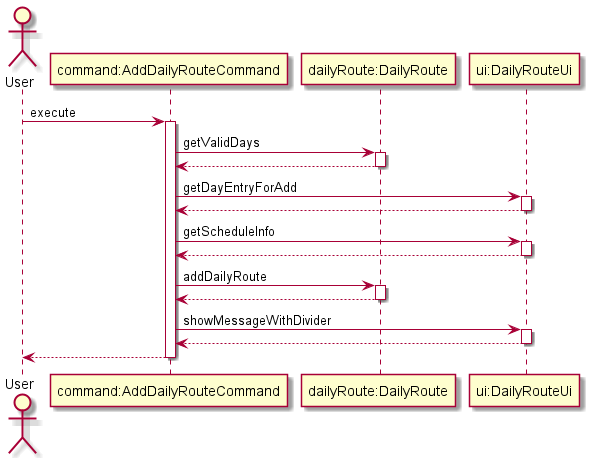 User
command:AddDailyRouteCommand
dailyRoute:DailyRoute
ui:DailyRouteUi
execute
getValidDays
getDayEntryForAdd
getScheduleInfo
addDailyRoute
showMessageWithDivider
User
command:AddDailyRouteCommand
dailyRoute:DailyRoute
ui:DailyRouteUi